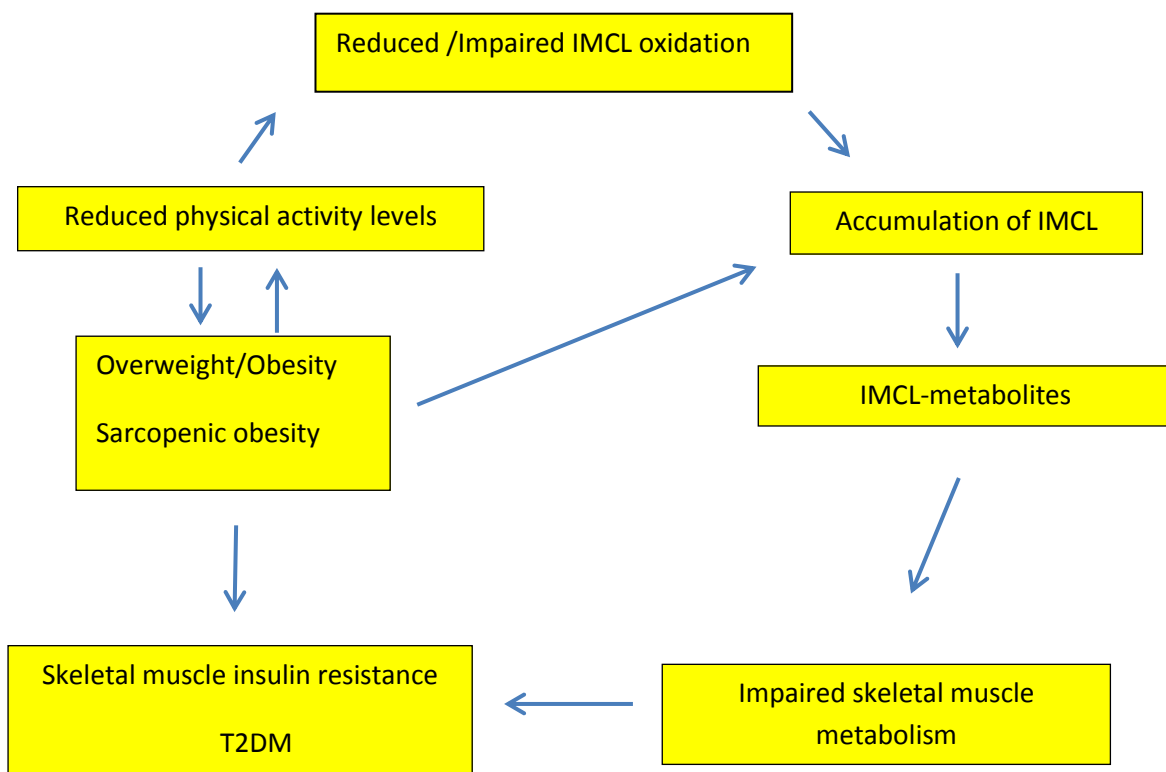 Reduced /Impaired IMCL oxidation
Reduced physical activity levels
Accumulation of IMCL
Overweight/Obesity
Sarcopenic obesity
IMCL-metabolites
Skeletal muscle insulin resistance
T2DM
Impaired skeletal muscle
metabolism